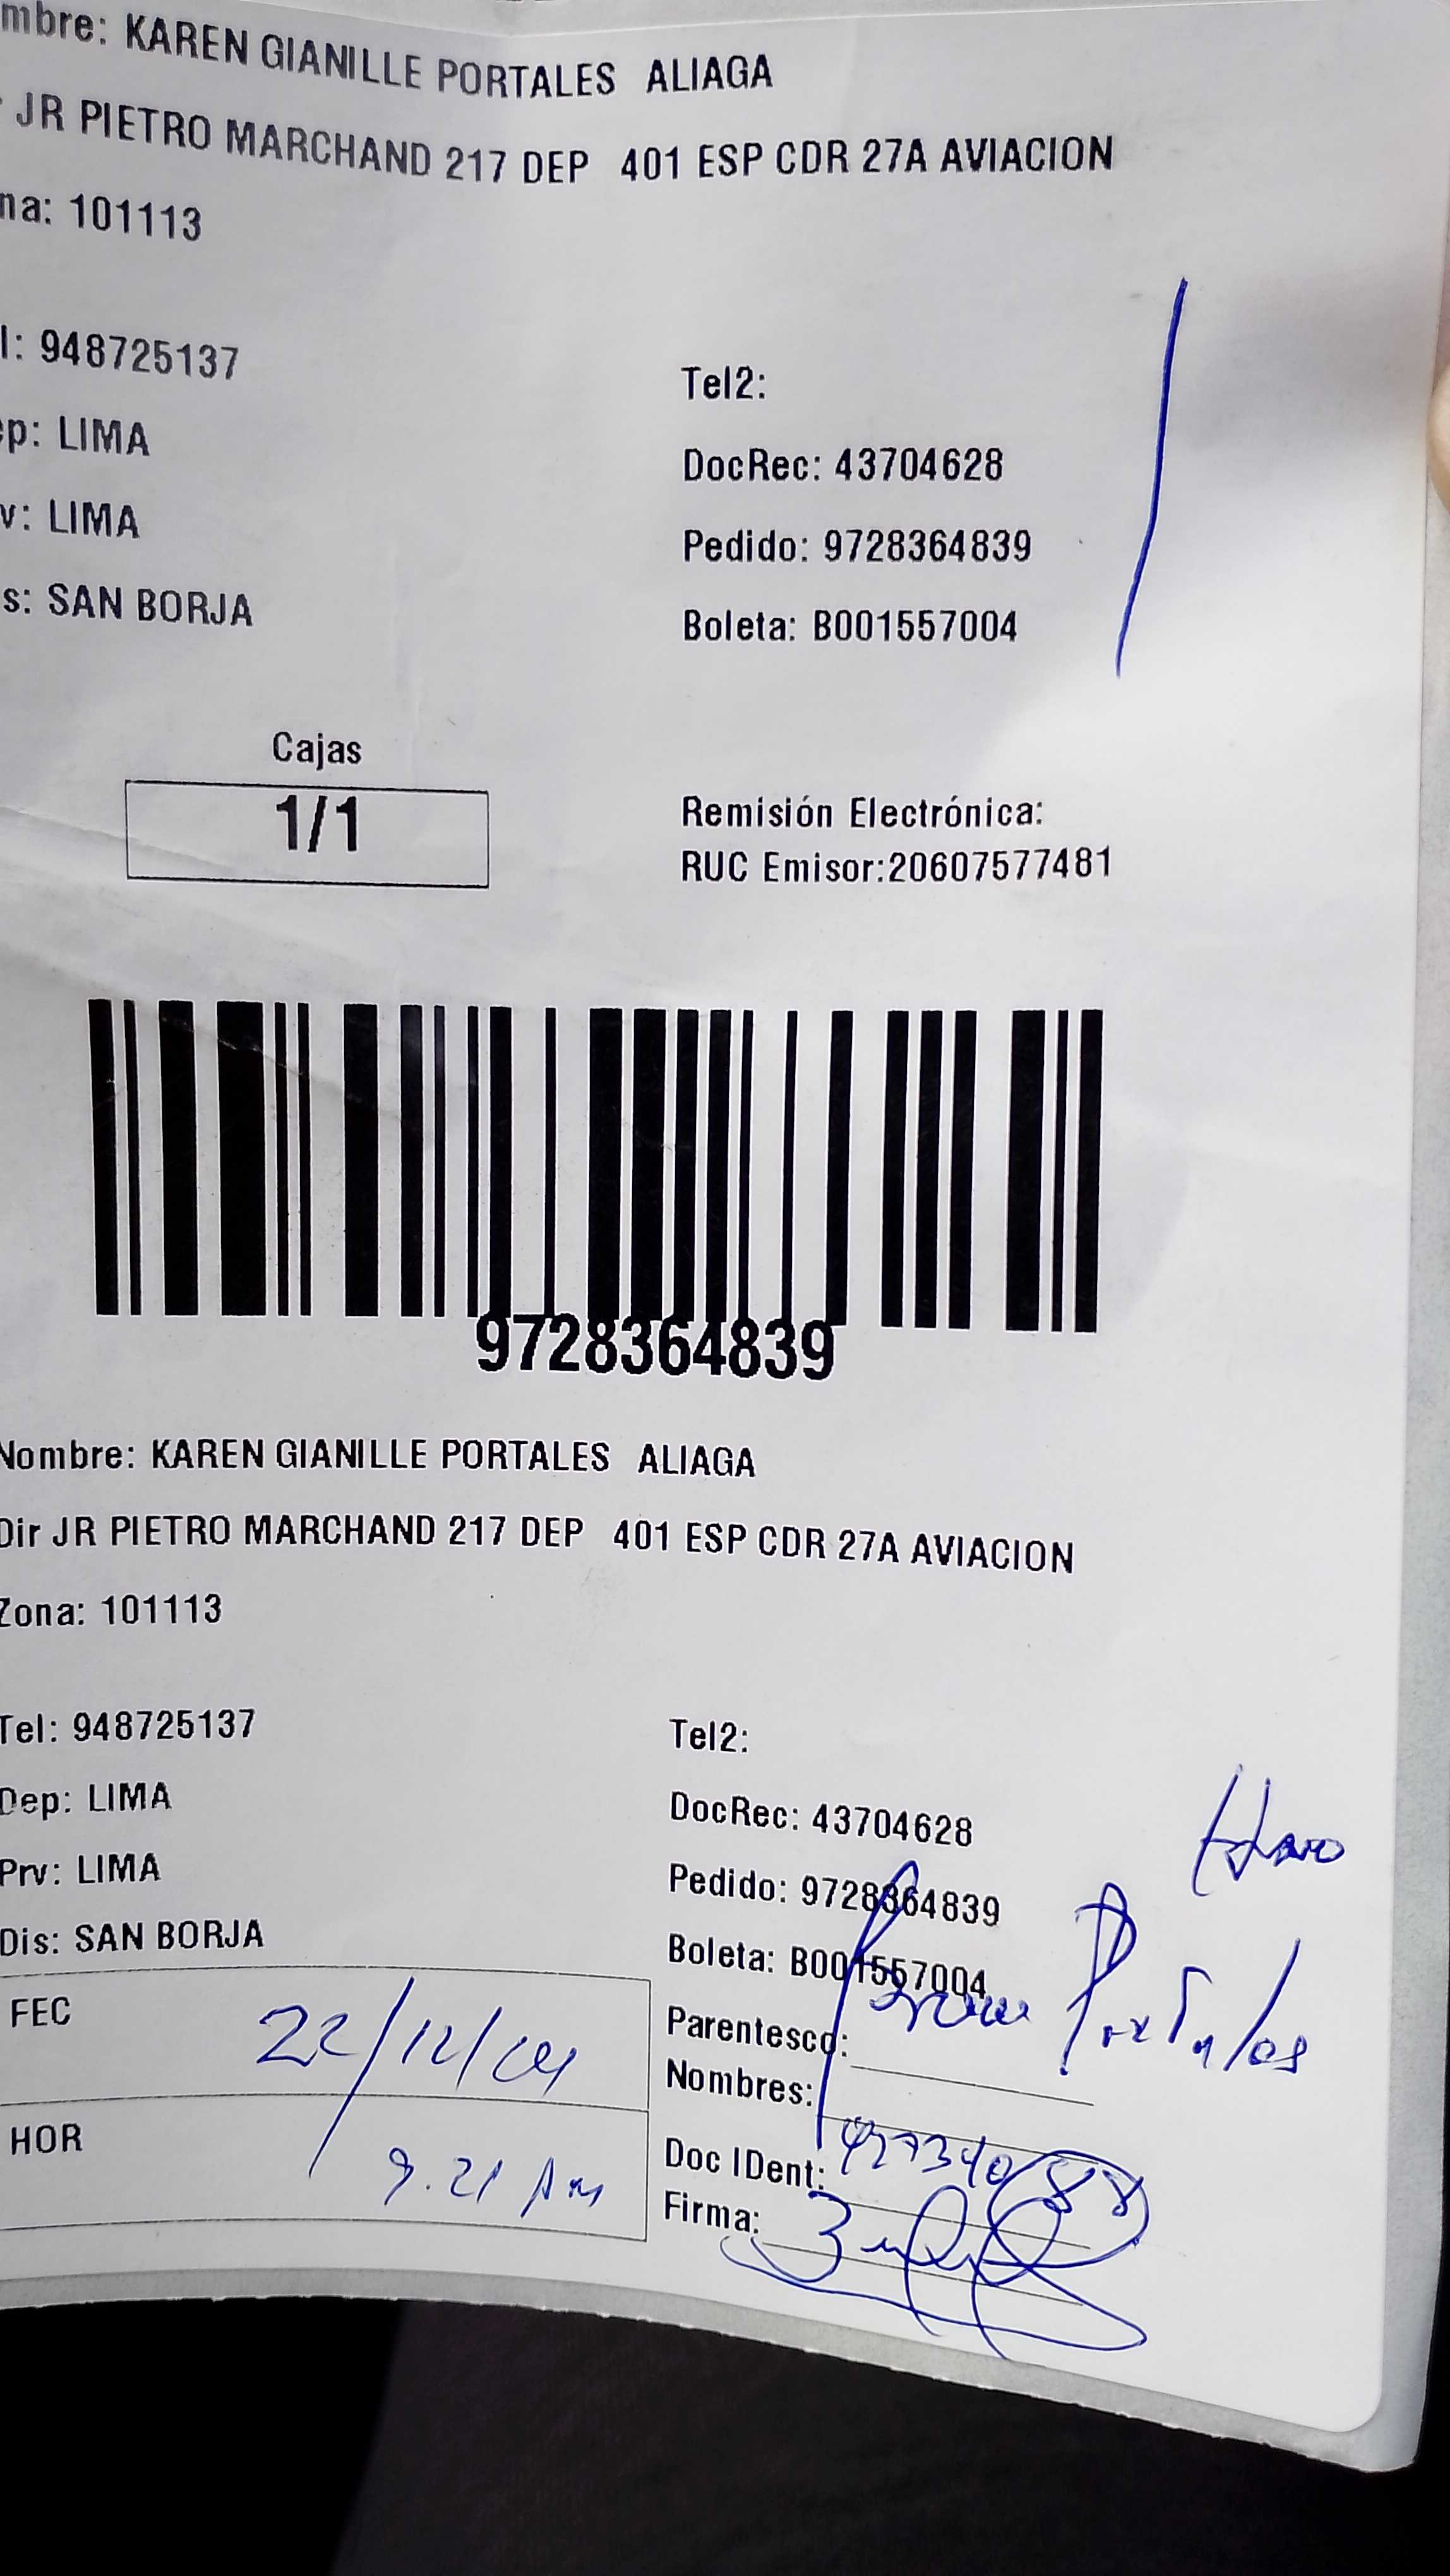 mbre: KAREN GIANILLE PORTALES ALIAGA
JR PIETRO MARCHAND 217 DEP 401 ESP CDR 27A AVIACION
na: 101113
l: 948725137
Tel2:
ep: LIMA
DocRec: 43704628
v: LIMA
Pedido: 9728364839
s: SAN BORJA
Boleta: B001557004
Cajas
1/1
Remisión Electrónica:
RUC Emisor:20607577481
9728364839
Nombre: KAREN GIANILLE PORTALES ALIAGA
Dir JR PIETRO MARCHAND 217 DEP 401 ESP CDR 27A AVIACION
Zona: 101113
Tel: 948725137
Tel2:
Dep: LIMA
DocRec: 43704628
Prv: LIMA
Pedido: 9728364839
Dis: SAN BORJA
Boleta: B001557004
FEC 22/12/
Parentesco:
Portales
Nombres:
HOR 9.21 Am
Doc IDent:
Firma: